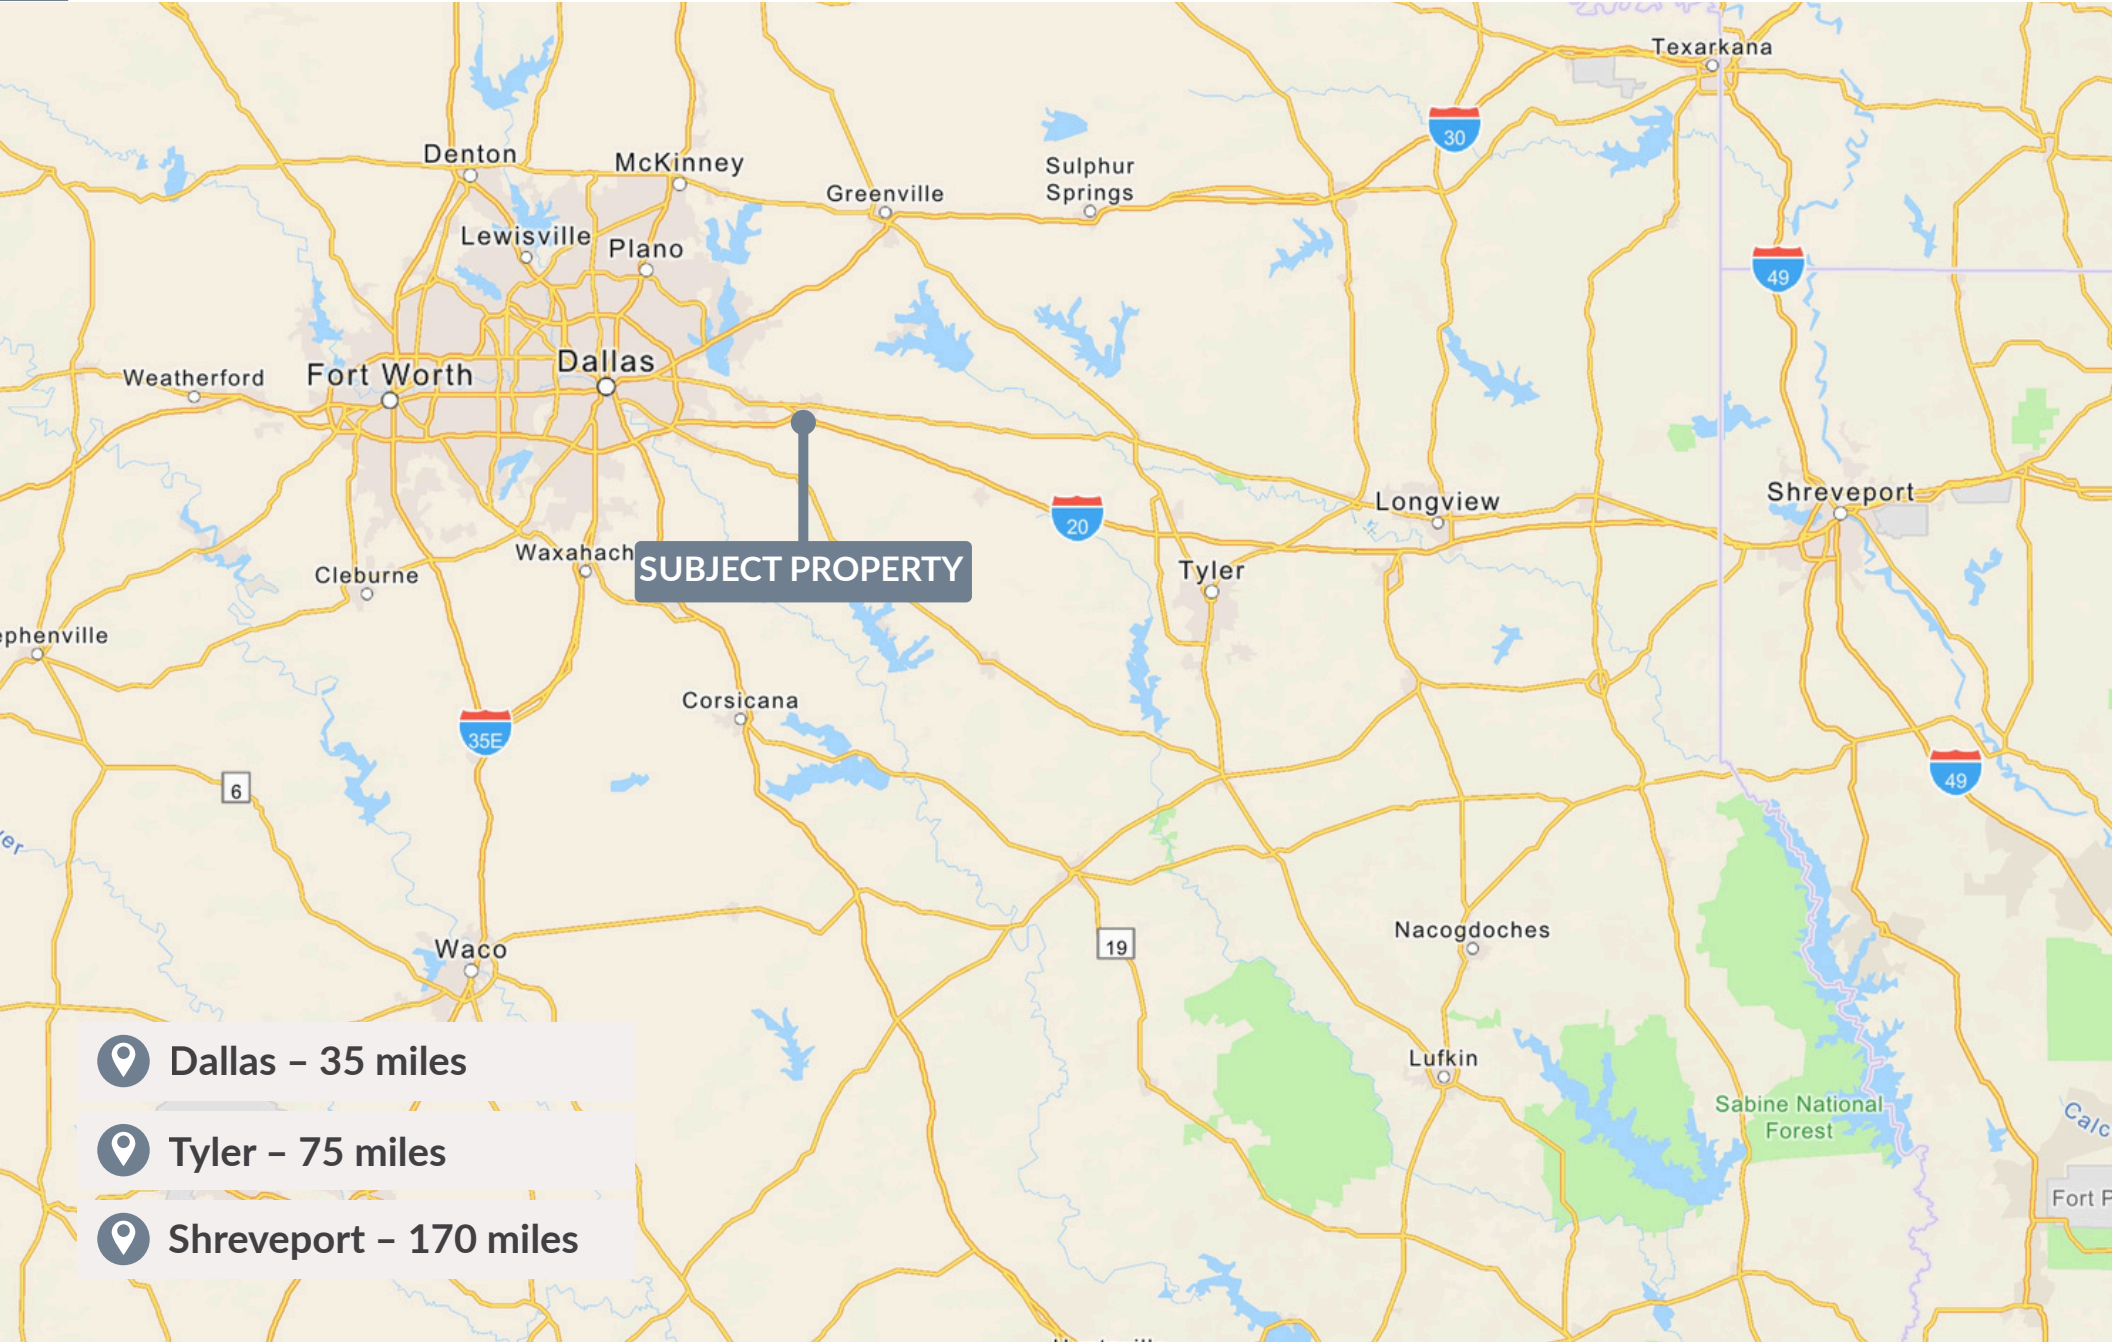 Texarkana
30
Denton
McKinney
Sulphur
Springs
Greenville
Lewisville
Plano
49
Dallas
Fort Worth
Weatherford
Longview
Shreveport
20
Waxahach
SUBJECT PROPERTY
Tyler
Cleburne
ephenville
Corsicana
35E
6
49
ver
Nacogdoches
19
Waco
Lufkin
Dallas – 35 miles
Sabine National
Forest
Calc
Tyler – 75 miles
Fort P
Shreveport – 170 miles